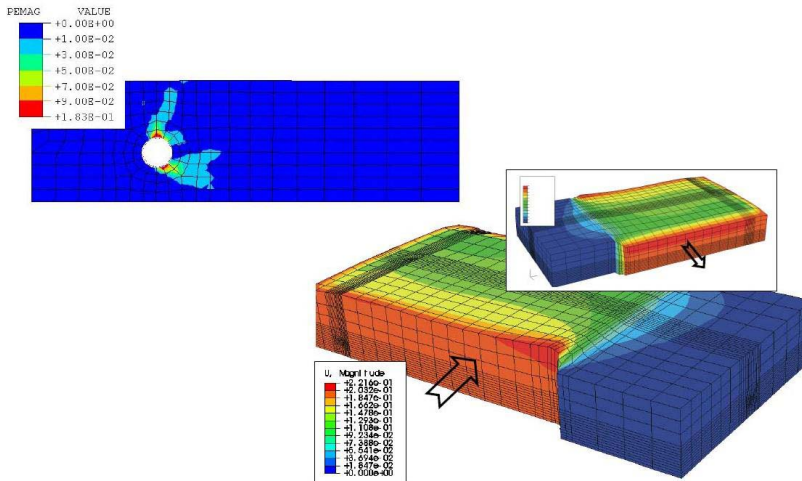 PEMAG VALUE
+0.00E+00
+1.00E-02
+3.00E-02
+5.00E-02
+7.00E-02
+9.00E-02
+1.83E-01
U, Magnitude
+2.216e-01
+2.032e-01
+1.847e-01
+1.662e-01
+1.478e-01
+1.293e-01
+1.108e-01
+9.234e-02
+7.388e-02
+5.541e-02
+3.694e-02
+1.847e-02
+0.000e+00